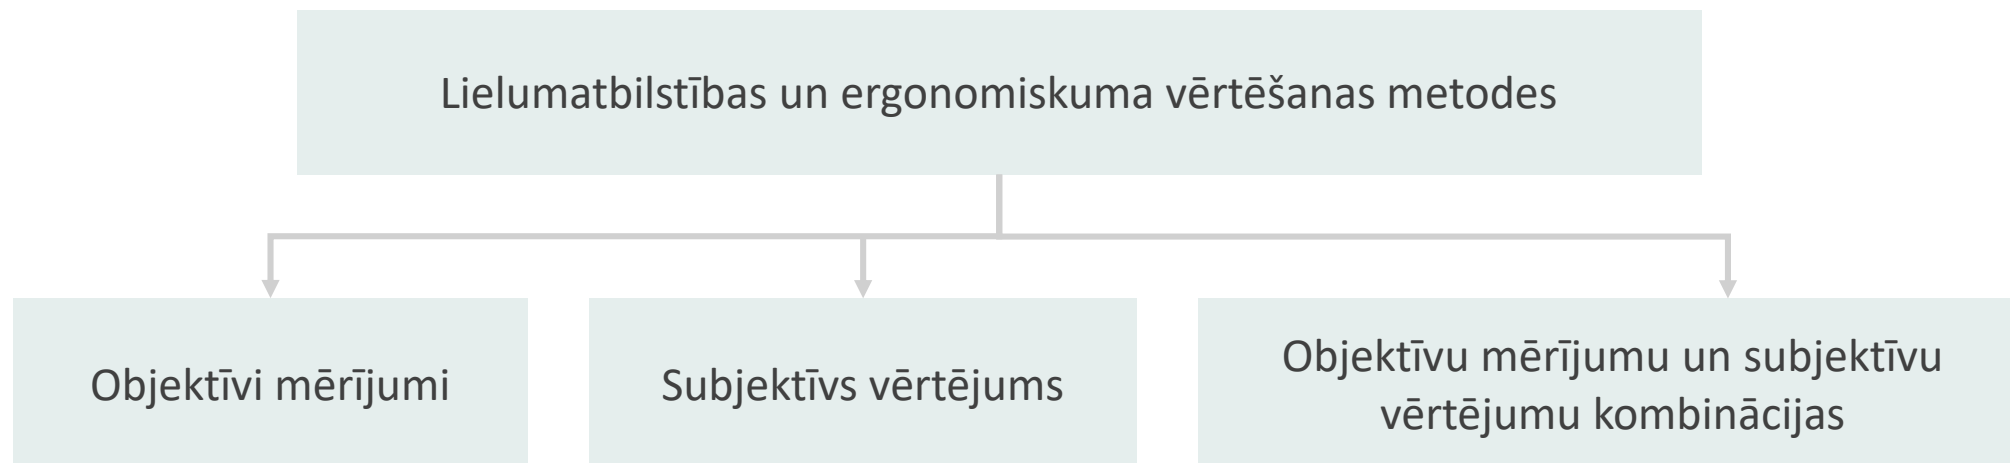 Lielumatbilstības un ergonomiskuma vērtēšanas metodes
Objektīvi mērījumi
Subjektīvs vērtējums
Objektīvu mērījumu un subjektīvu
vērtējumu kombinācijas